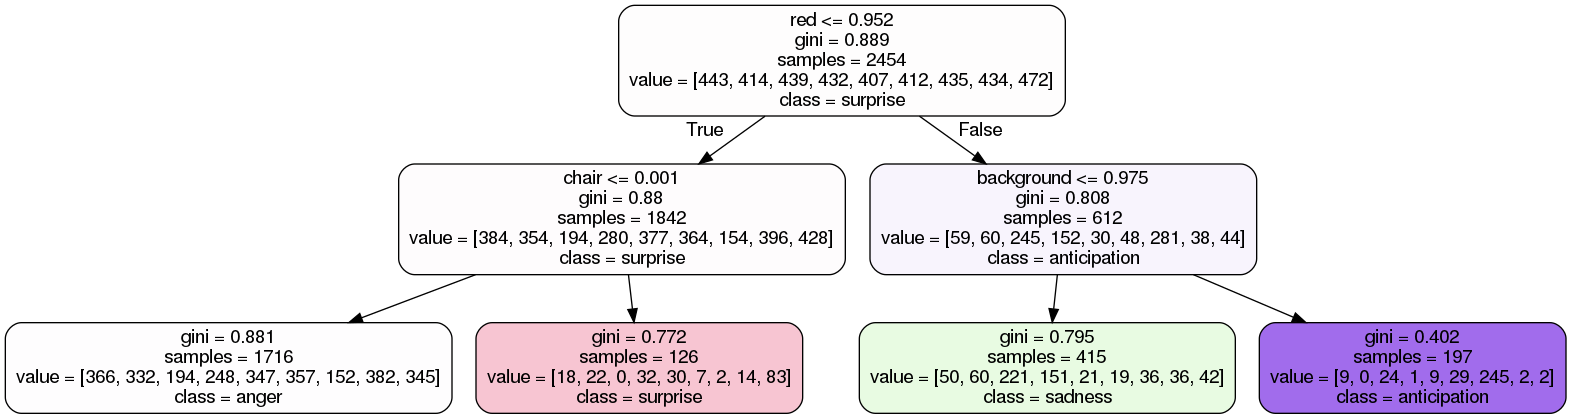 red <= 0.952
gini = 0.889
samples = 2454
value = [443, 414, 439, 432, 407, 412, 435, 434, 472]
class = surprise
True
False
chair <= 0.001
gini = 0.88
samples = 1842
value = [384, 354, 194, 280, 377, 364, 154, 396, 428]
class = surprise
background <= 0.975
gini = 0.808
samples = 612
value = [59, 60, 245, 152, 30, 48, 281, 38, 44]
class = anticipation
gini = 0.881
samples = 1716
value = [366, 332, 194, 248, 347, 357, 152, 382, 345]
class = anger
gini = 0.772
samples = 126
value = [18, 22, 0, 32, 30, 7, 2, 14, 83]
class = surprise
gini = 0.795
samples = 415
value = [50, 60, 221, 151, 21, 19, 36, 36, 42]
class = sadness
gini = 0.402
samples = 197
value = [9, 0, 24, 1, 9, 29, 245, 2, 2]
class = anticipation